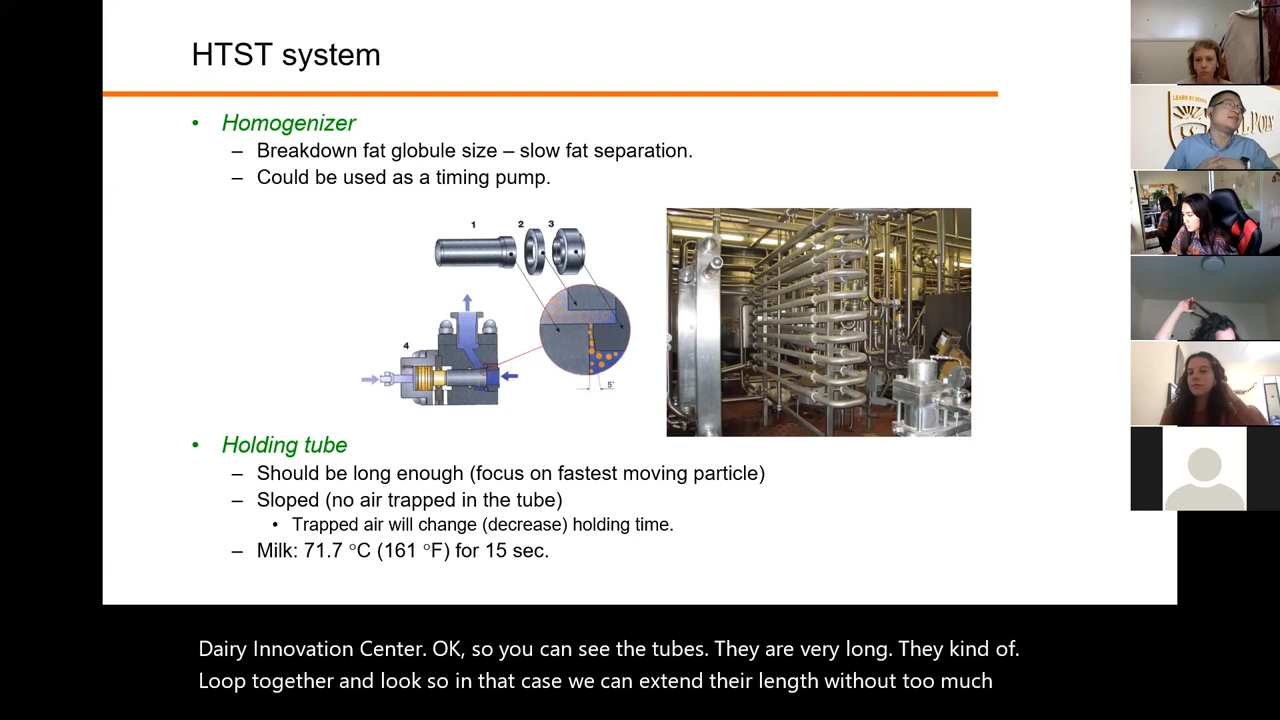 HTST system
• Homogenizer
– Breakdown fat globule size – slow fat separation.
– Could be used as a timing pump.
1
2
3
4
5°
• Holding tube
– Should be long enough (focus on fastest moving particle)
– Sloped (no air trapped in the tube)
• Trapped air will change (decrease) holding time.
– Milk: 71.7 °C (161 °F) for 15 sec.
LEARN BY DOING
Dairy Innovation Center. OK, so you can see the tubes. They are very long. They kind of.
Loop together and look so in that case we can extend their length without too much